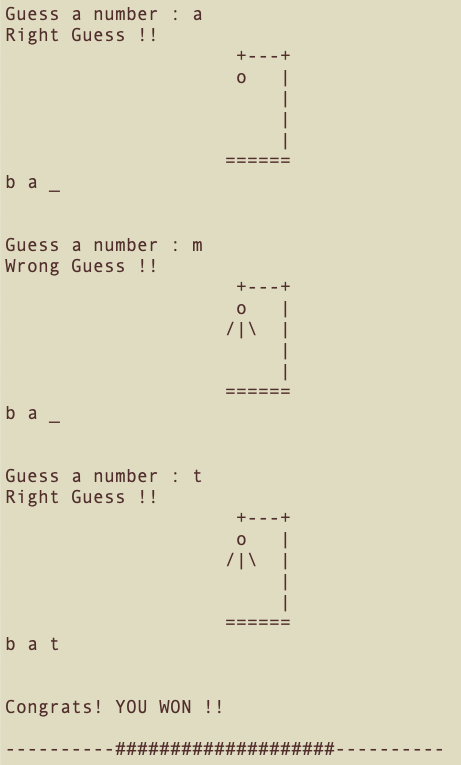 Guess a number : a
Right Guess !!
+---+
o   |
|
|
|
======
b a _
Guess a number : m
Wrong Guess !!
+---+
o   |
/|\  |
|
|
======
b a _
Guess a number : t
Right Guess !!
+---+
o   |
/|\  |
|
|
======
b a t
Congrats! YOU WON !!
----------####################----------